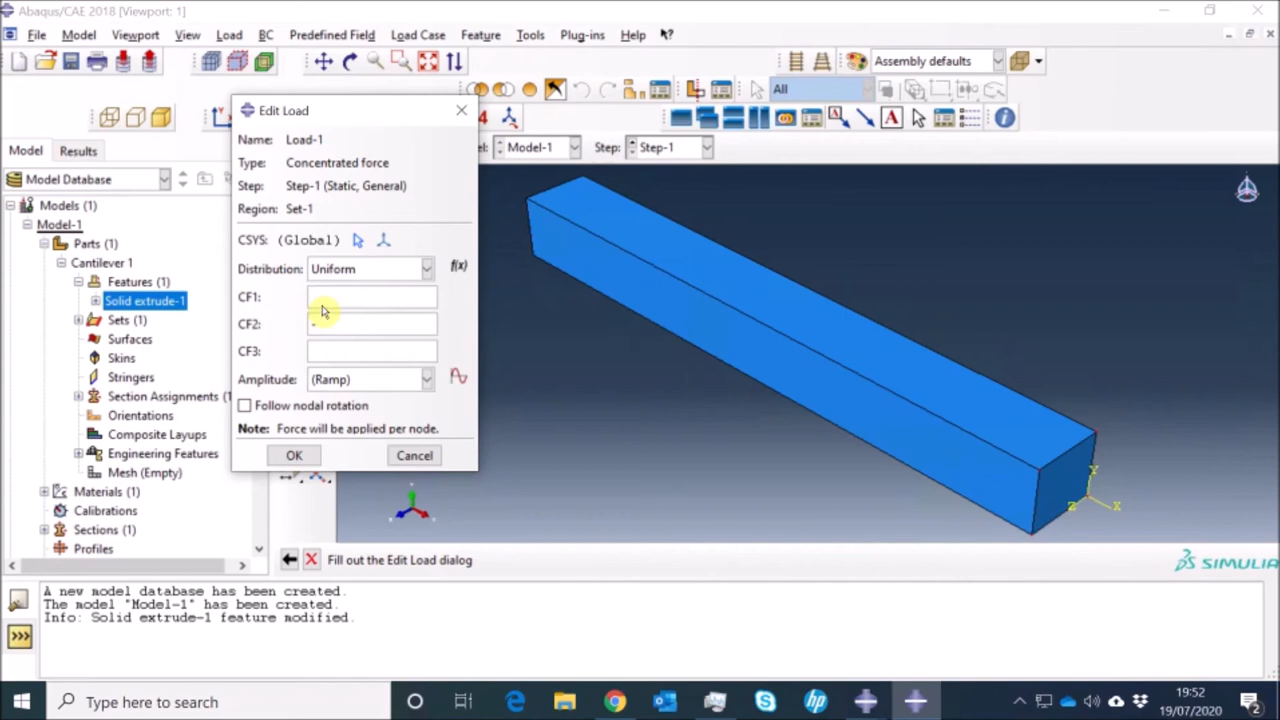 Abaqus/CAE 2018 [Viewport: 1]
File Model Viewport View Load BC Predefined Field Load Case Feature Tools Plug-ins Help
Assembly defaults
All
Edit Load
Name: Load-1
Type: Concentrated force
Step: Step-1 (Static, General)
Region: Set-1
CSYS: (Global)
Distribution: Uniform f(x)
CF1:
CF2: -
CF3:
Amplitude: (Ramp)
Follow nodal rotation
Note: Force will be applied per node.
OK Cancel
Model-1 Step: Step-1
Model Results
Model Database
Models (1)
Model-1
Parts (1)
Cantilever 1
Features (1)
Solid extrude-1
Sets (1)
Surfaces
Skins
Stringers
Section Assignments (1
Orientations
Composite Layups
Engineering Features
Mesh (Empty)
Materials (1)
Calibrations
Sections (1)
Profiles
Y
Z X
Fill out the Edit Load dialog
SIMULIA
A new model database has been created.
The model "Model-1" has been created.
Info: Solid extrude-1 feature modified.
>>>
Type here to search
19:52
19/07/2020
2